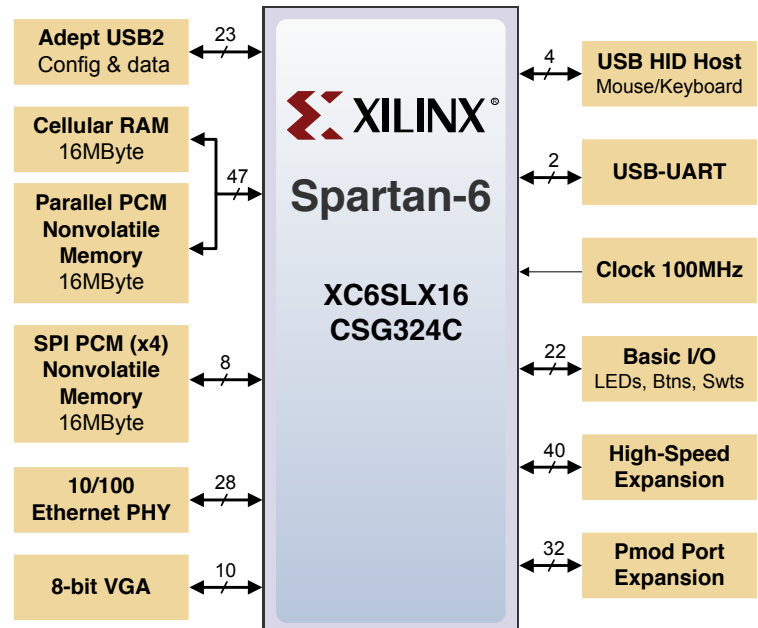 Adept USB2
Config & data
23
Cellular RAM
16MByte
47
Parallel PCM
Nonvolatile
Memory
16MByte
SPI PCM (x4)
Nonvolatile
Memory
16MByte
8
10/100
Ethernet PHY
28
8-bit VGA
10
XILINX®
Spartan-6
XC6SLX16
CSG324C
4
USB HID Host
Mouse/Keyboard
2
USB-UART
Clock 100MHz
22
Basic I/O
LEDs, Btns, Swts
40
High-Speed
Expansion
32
Pmod Port
Expansion